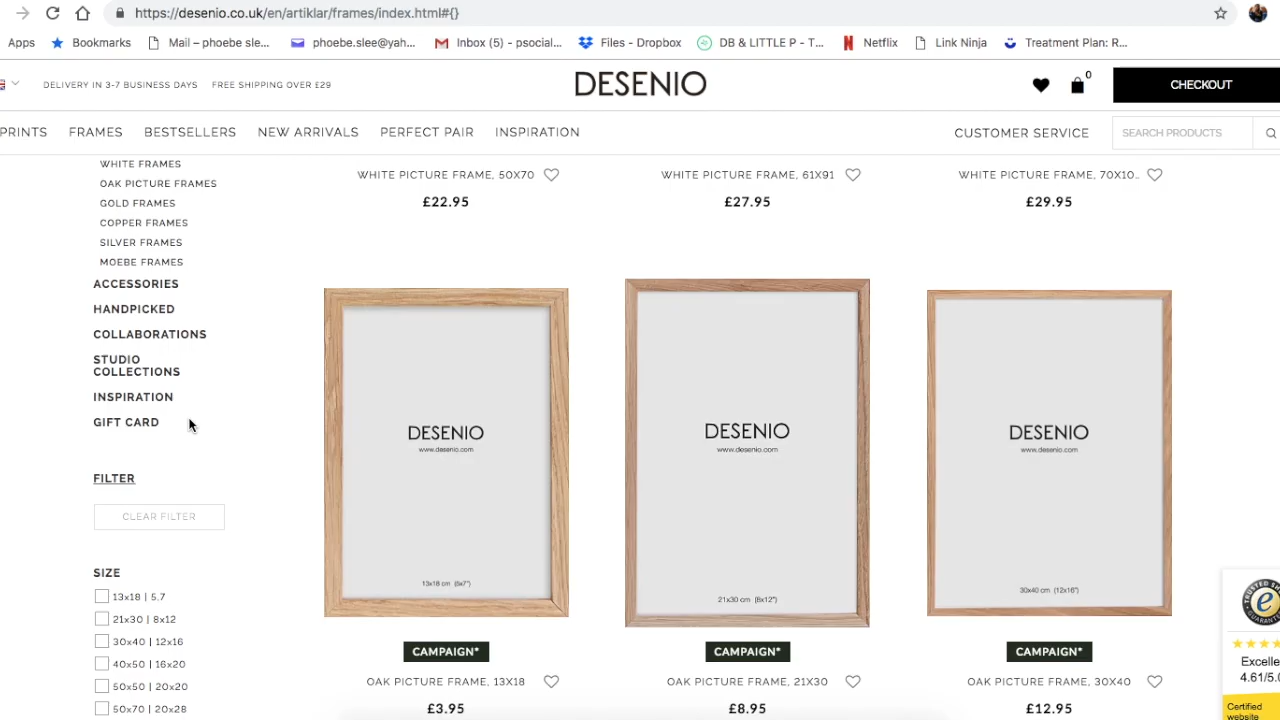 https://desenio.co.uk/en/artiklar/frames/index.html#{}
Apps Bookmarks Mail – phoebe sle... phoebe.slee@yah... Inbox (5) - psocial... Files - Dropbox DB & LITTLE P - T... Netflix Link Ninja Treatment Plan: R...
DELIVERY IN 3-7 BUSINESS DAYS FREE SHIPPING OVER £29 DESENIO 0 CHECKOUT
PRINTS FRAMES BESTSELLERS NEW ARRIVALS PERFECT PAIR INSPIRATION CUSTOMER SERVICE SEARCH PRODUCTS
WHITE FRAMES
OAK PICTURE FRAMES
GOLD FRAMES
COPPER FRAMES
SILVER FRAMES
MOEBE FRAMES
ACCESSORIES
HANDPICKED
COLLABORATIONS
STUDIO
COLLECTIONS
INSPIRATION
GIFT CARD
FILTER
CLEAR FILTER
SIZE
13x18 | 5.7
21x30 | 8x12
30x40 | 12x16
40x50 | 16x20
50x50 | 20x20
50x70 | 20x28
WHITE PICTURE FRAME, 50X70 WHITE PICTURE FRAME, 61X91 WHITE PICTURE FRAME, 70X10...
£22.95 £27.95 £29.95
DESENIO DESENIO DESENIO
www.desenio.com www.desenio.com www.desenio.com
13x18 cm (5x7") 21x30 cm (8x12") 30x40 cm (12x16")
CAMPAIGN* CAMPAIGN* CAMPAIGN*
OAK PICTURE FRAME, 13X18 OAK PICTURE FRAME, 21X30 OAK PICTURE FRAME, 30X40
£3.95 £8.95 £12.95
TRUSTED
e
Excelle
4.61/5.0
Certified
website